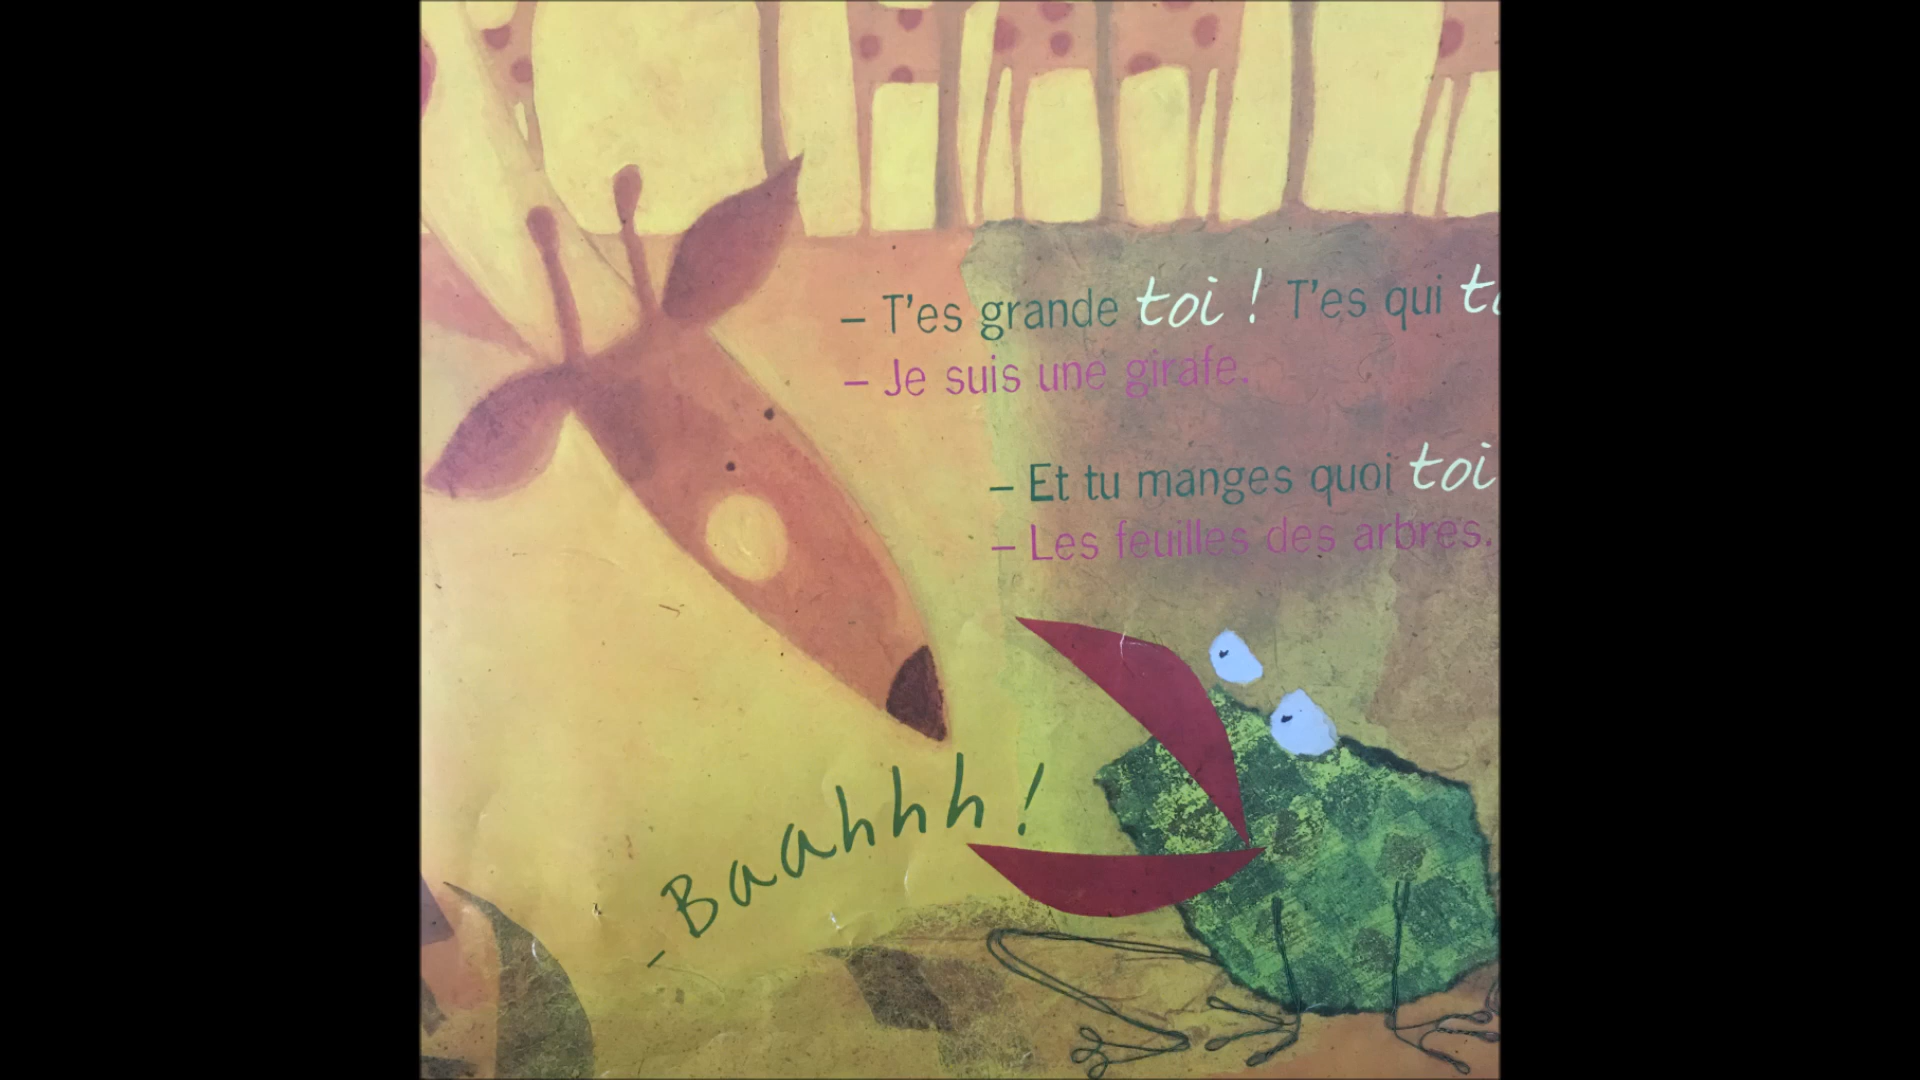 – T'es grande toi ! T'es qui
– Je suis une girafe.
– Et tu manges quoi toi
– Les feuilles des arbres.
– Baahhh !